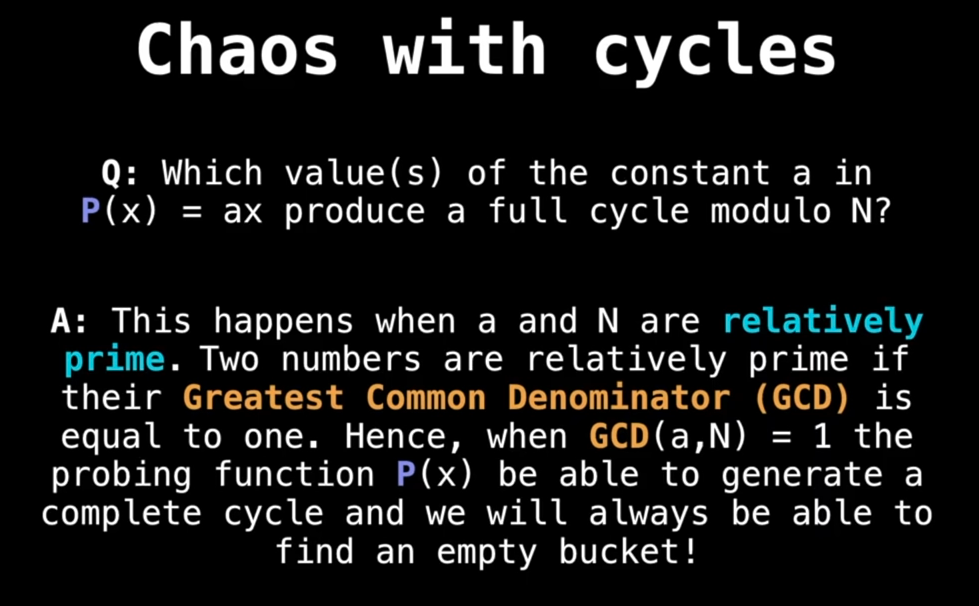 Chaos with cycles
Q: Which value(s) of the constant a in
P(x) = ax produce a full cycle modulo N?
A: This happens when a and N are relatively
prime. Two numbers are relatively prime if
their Greatest Common Denominator (GCD) is
equal to one. Hence, when GCD(a,N) = 1 the
probing function P(x) be able to generate a
complete cycle and we will always be able to
find an empty bucket!